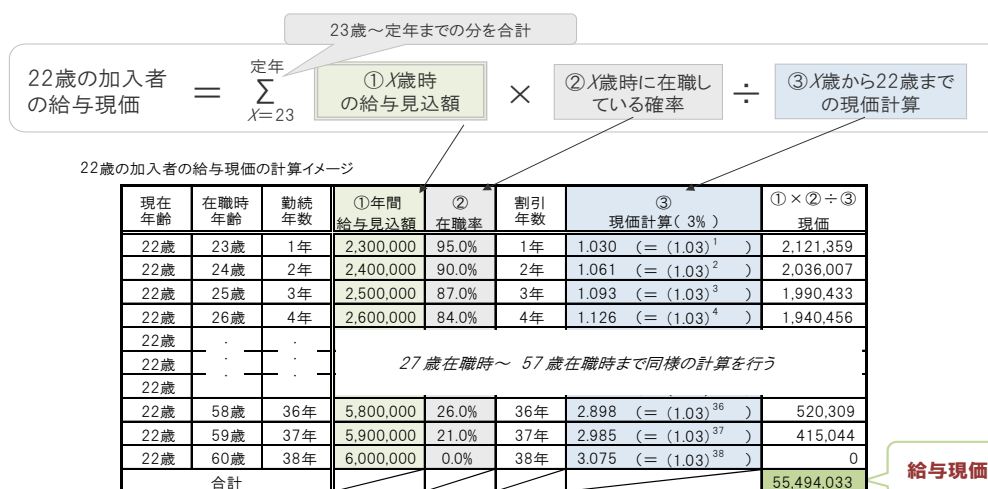 23歳～定年までの分を合計
22歳の加入者
の給与現価
＝
定年
Σ
X＝23
①X歳時
の給与見込額
×
②X歳時に在職し
ている確率
÷
③X歳から22歳まで
の現価計算
22歳の加入者の給与現価の計算イメージ
現在年齢 在職時年齢 勤続年数 ①年間給与見込額 ②在職率 割引年数 ③現価計算（ 3% ） ①×②÷③現価
22歳 23歳 1年 2,300,000 95.0% 1年 1.030 （＝ (1.03)^1 ） 2,121,359
22歳 24歳 2年 2,400,000 90.0% 2年 1.061 （＝ (1.03)^2 ） 2,036,007
22歳 25歳 3年 2,500,000 87.0% 3年 1.093 （＝ (1.03)^3 ） 1,990,433
22歳 26歳 4年 2,600,000 84.0% 4年 1.126 （＝ (1.03)^4 ） 1,940,456
22歳 ・ ・
22歳 ・ ・ 27歳在職時～ 57歳在職時まで同様の計算を行う
22歳
22歳 58歳 36年 5,800,000 26.0% 36年 2.898 （＝ (1.03)^36 ） 520,309
22歳 59歳 37年 5,900,000 21.0% 37年 2.985 （＝ (1.03)^37 ） 415,044
22歳 60歳 38年 6,000,000 0.0% 38年 3.075 （＝ (1.03)^38 ） 0
合計 55,494,033
給与現価